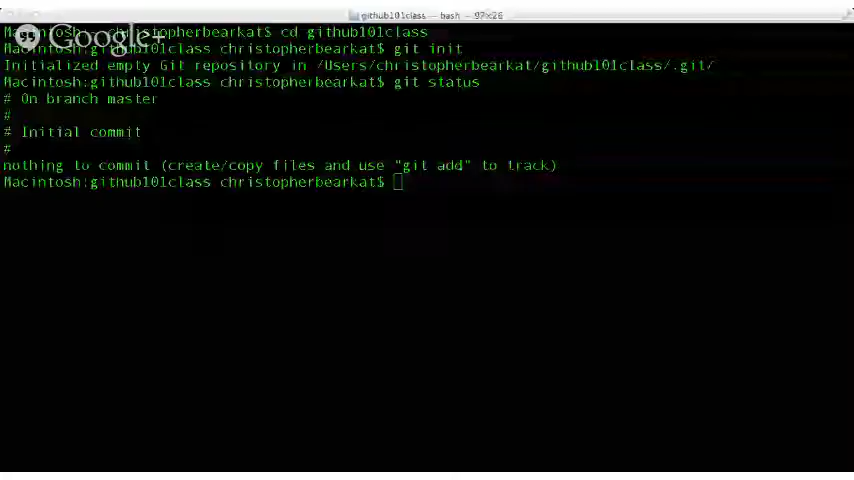 github101class — bash — 97×26
Macintosh:~ christopherbearkat$ cd github101class
Google+
Macintosh:github101class christopherbearkat$ git init
Initialized empty Git repository in /Users/christopherbearkat/github101class/.git/
Macintosh:github101class christopherbearkat$ git status
# On branch master
#
# Initial commit
#
nothing to commit (create/copy files and use "git add" to track)
Macintosh:github101class christopherbearkat$